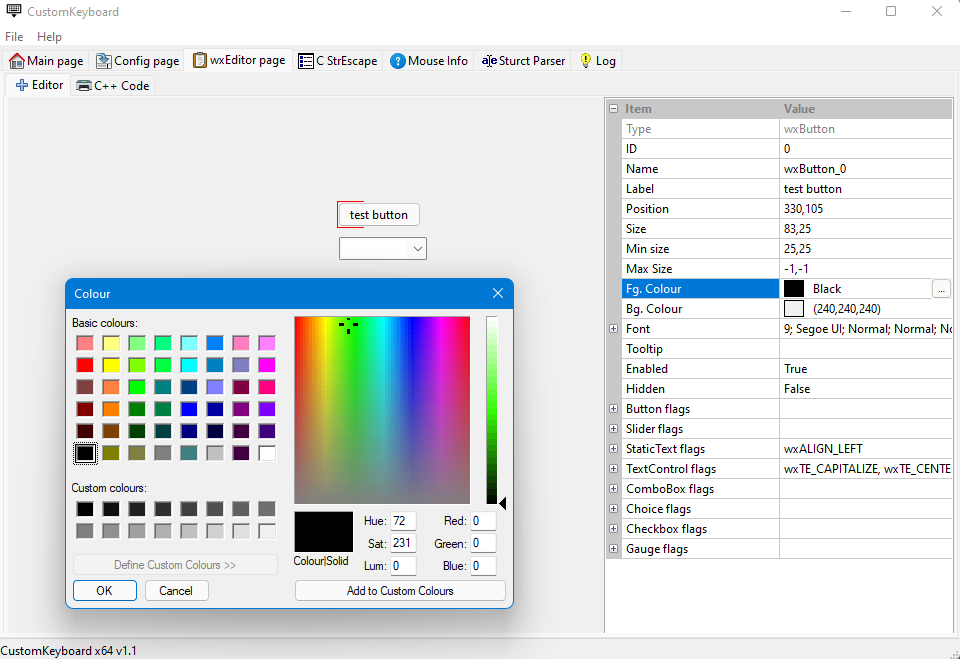 CustomKeyboard
File Help
Main page Config page wxEditor page C StrEscape Mouse Info Sturct Parser Log
Editor C++ Code
Item Value
Type wxButton
ID 0
Name wxButton_0
Label test button
Position 330,105
Size 83,25
Min size 25,25
Max Size -1,-1
Fg. Colour Black ...
Bg. Colour (240,240,240)
Font 9; Segoe UI; Normal; Normal; No
Tooltip
Enabled True
Hidden False
Button flags
Slider flags
StaticText flags wxALIGN_LEFT
TextControl flags wxTE_CAPITALIZE, wxTE_CENTE
ComboBox flags
Choice flags
Checkbox flags
Gauge flags
test button
Colour
Basic colours:
Custom colours:
Define Custom Colours >>
OK Cancel
Colour|Solid
Hue: 72 Red: 0
Sat: 231 Green: 0
Lum: 0 Blue: 0
Add to Custom Colours
CustomKeyboard x64 v1.1